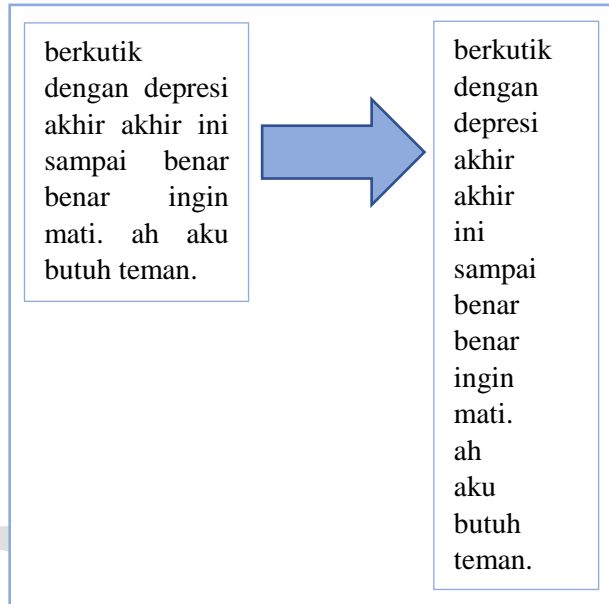 berkutik
dengan depresi
akhir akhir ini
sampai benar
benar ingin
mati. ah aku
butuh teman.
berkutik
dengan
depresi
akhir
akhir
ini
sampai
benar
benar
ingin
mati.
ah
aku
butuh
teman.